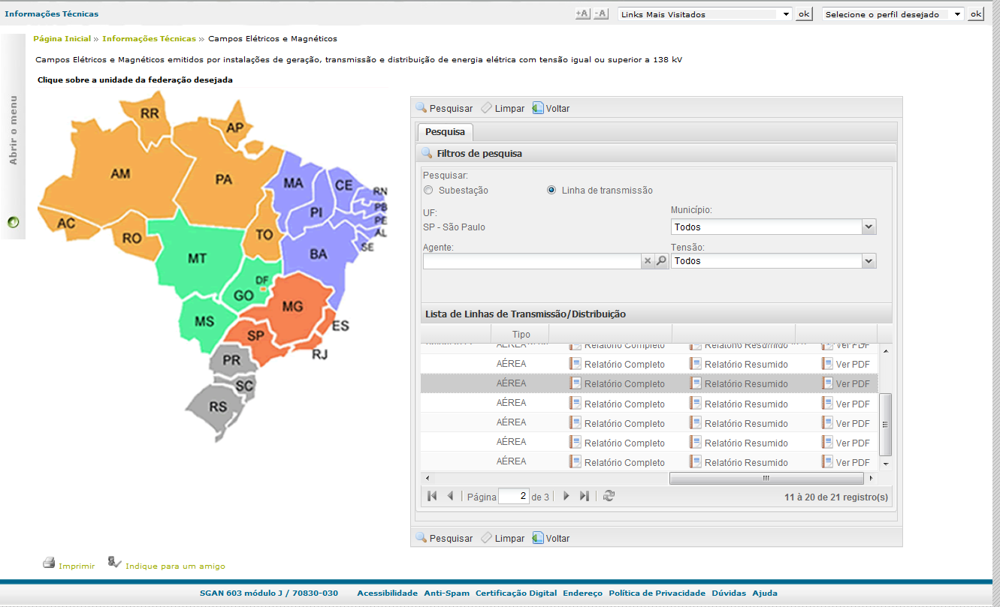 Informações Técnicas
+A -A Links Mais Visitados ok Selecione o perfil desejado ok
Página Inicial » Informações Técnicas » Campos Elétricos e Magnéticos
Campos Elétricos e Magnéticos emitidos por instalações de geração, transmissão e distribuição de energia elétrica com tensão igual ou superior a 138 kV
Clique sobre a unidade da federação desejada
Abrir o menu
RR
AP
AM
PA
MA
CE
RN
PB
PI
PE
AL
AC
RO
TO
SE
BA
MT
DF
GO
MG
MS
ES
SP
RJ
PR
SC
RS
Pesquisar Limpar Voltar
Pesquisa
Filtros de pesquisa
Pesquisar:
Subestação Linha de transmissão
UF: Município:
SP - São Paulo Todos
Agente: Tensão:
Todos
Lista de Linhas de Transmissão/Distribuição
Tipo
AÉREA Relatório Completo Relatório Resumido Ver PDF
AÉREA Relatório Completo Relatório Resumido Ver PDF
AÉREA Relatório Completo Relatório Resumido Ver PDF
AÉREA Relatório Completo Relatório Resumido Ver PDF
AÉREA Relatório Completo Relatório Resumido Ver PDF
AÉREA Relatório Completo Relatório Resumido Ver PDF
AÉREA Relatório Completo Relatório Resumido Ver PDF
Página 2 de 3 11 à 20 de 21 registro(s)
Pesquisar Limpar Voltar
Imprimir Indique para um amigo
SGAN 603 módulo J / 70830-030 Acessibilidade Anti-Spam Certificação Digital Endereço Política de Privacidade Dúvidas Ajuda